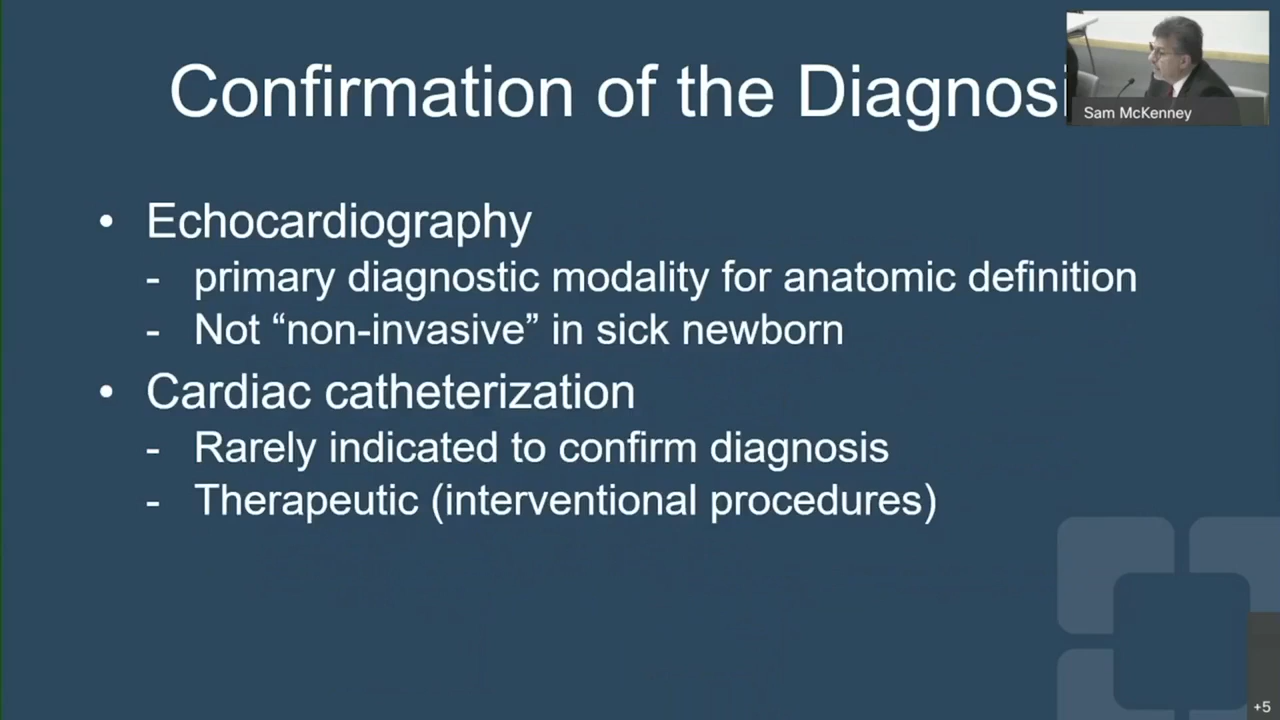 Confirmation of the Diagnosi
Sam McKenney
• Echocardiography
- primary diagnostic modality for anatomic definition
- Not “non-invasive” in sick newborn
• Cardiac catheterization
- Rarely indicated to confirm diagnosis
- Therapeutic (interventional procedures)
+5